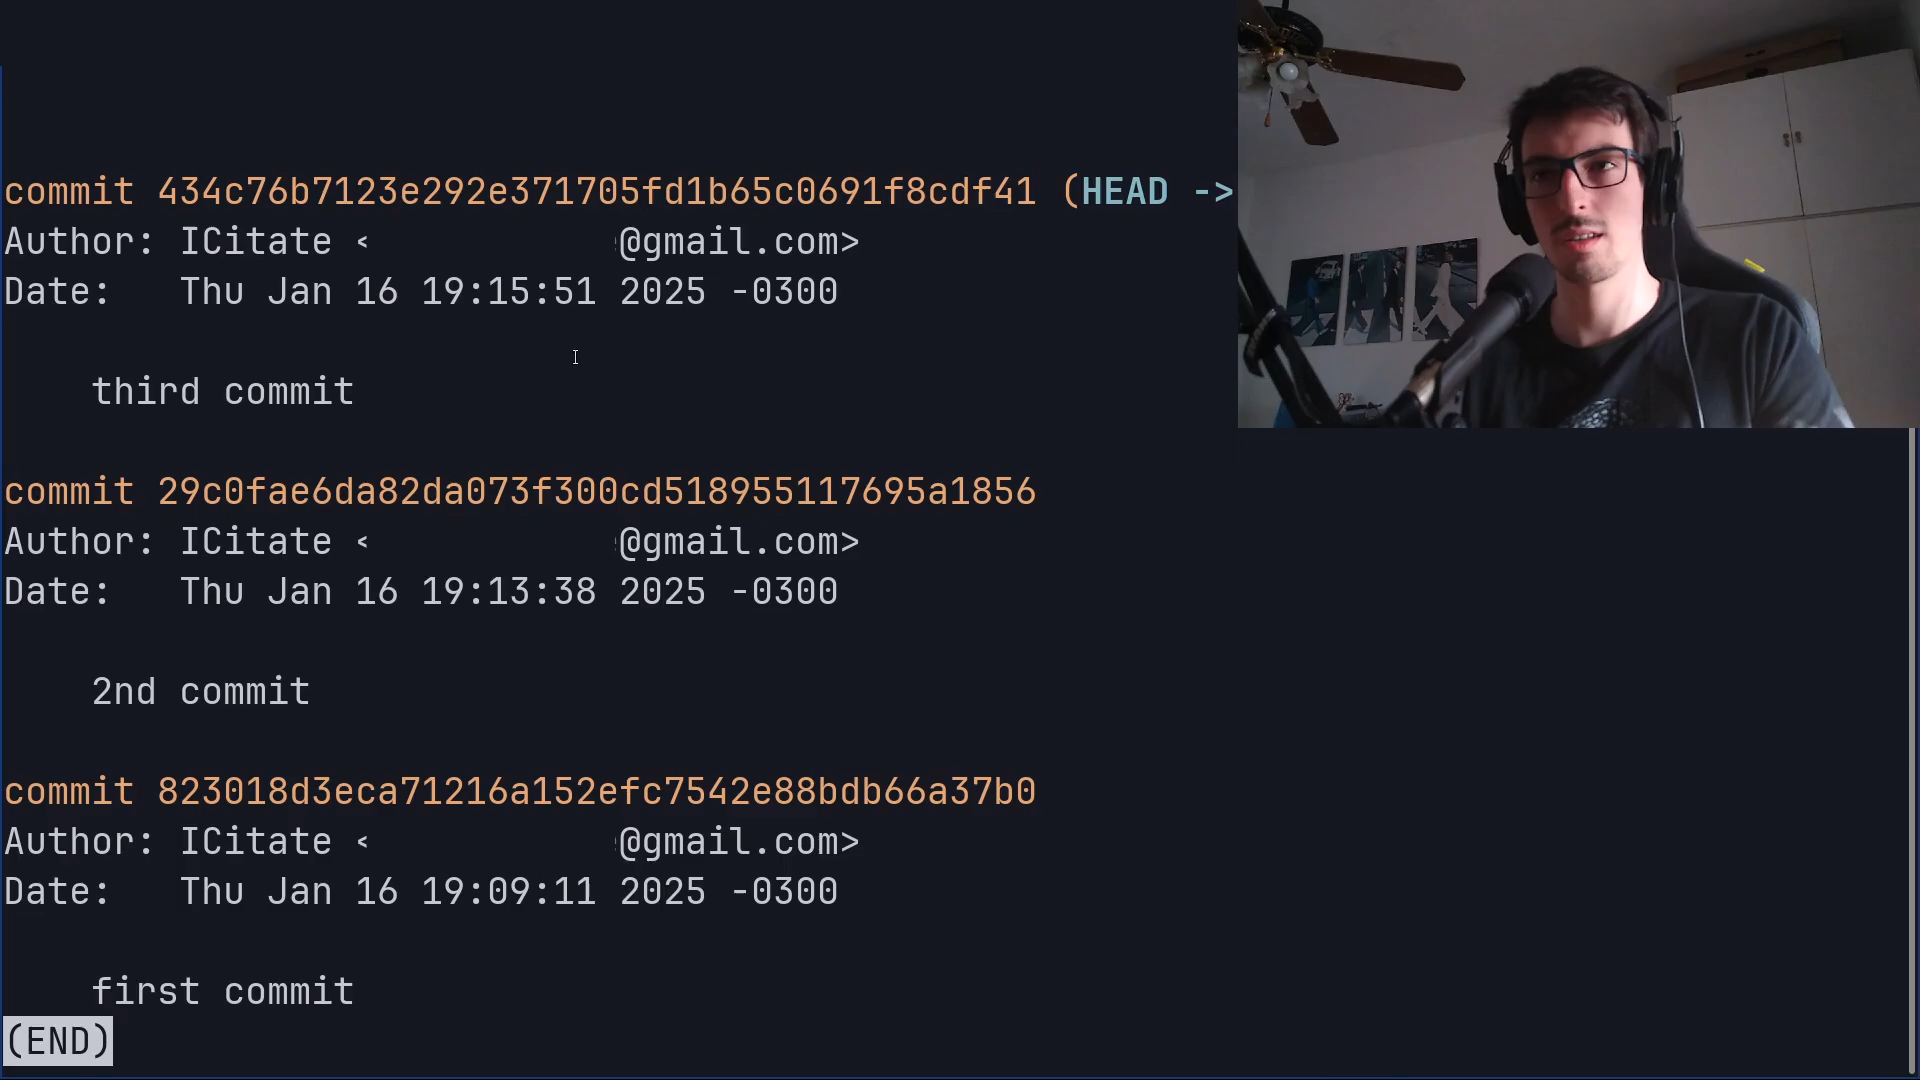 commit 434c76b7123e292e371705fd1b65c0691f8cdf41 (HEAD ->
Author: ICitate < @gmail.com>
Date:   Thu Jan 16 19:15:51 2025 -0300
third commit
commit 29c0fae6da82da073f300cd518955117695a1856
Author: ICitate < @gmail.com>
Date:   Thu Jan 16 19:13:38 2025 -0300
2nd commit
commit 823018d3eca71216a152efc7542e88bdb66a37b0
Author: ICitate < @gmail.com>
Date:   Thu Jan 16 19:09:11 2025 -0300
first commit
(END)